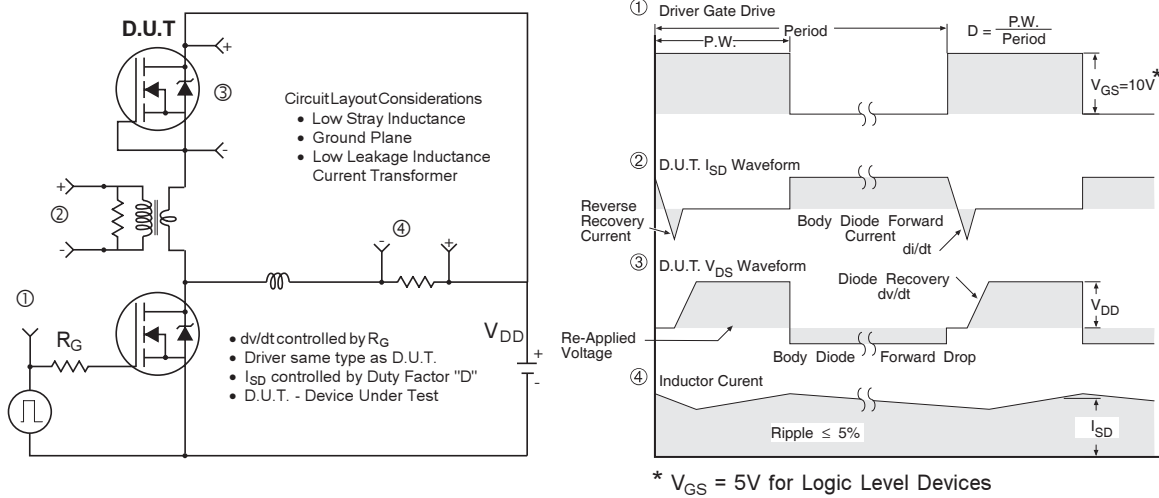 D.U.T
+
③
-
Circuit Layout Considerations
• Low Stray Inductance
• Ground Plane
• Low Leakage Inductance
Current Transformer
+
②
-
④
-
+
①
R_G
V_DD
+
-
• dv/dt controlled by R_G
• Driver same type as D.U.T.
• I_SD controlled by Duty Factor "D"
• D.U.T. - Device Under Test
① Driver Gate Drive
Period
P.W.
D = P.W.
Period
V_GS=10V*
② D.U.T. I_SD Waveform
Reverse
Recovery
Current
Body Diode Forward
Current
di/dt
③ D.U.T. V_DS Waveform
Diode Recovery
dv/dt
V_DD
Re-Applied
Voltage
Body Diode Forward Drop
④ Inductor Curent
Ripple ≤ 5%
I_SD
* V_GS = 5V for Logic Level Devices